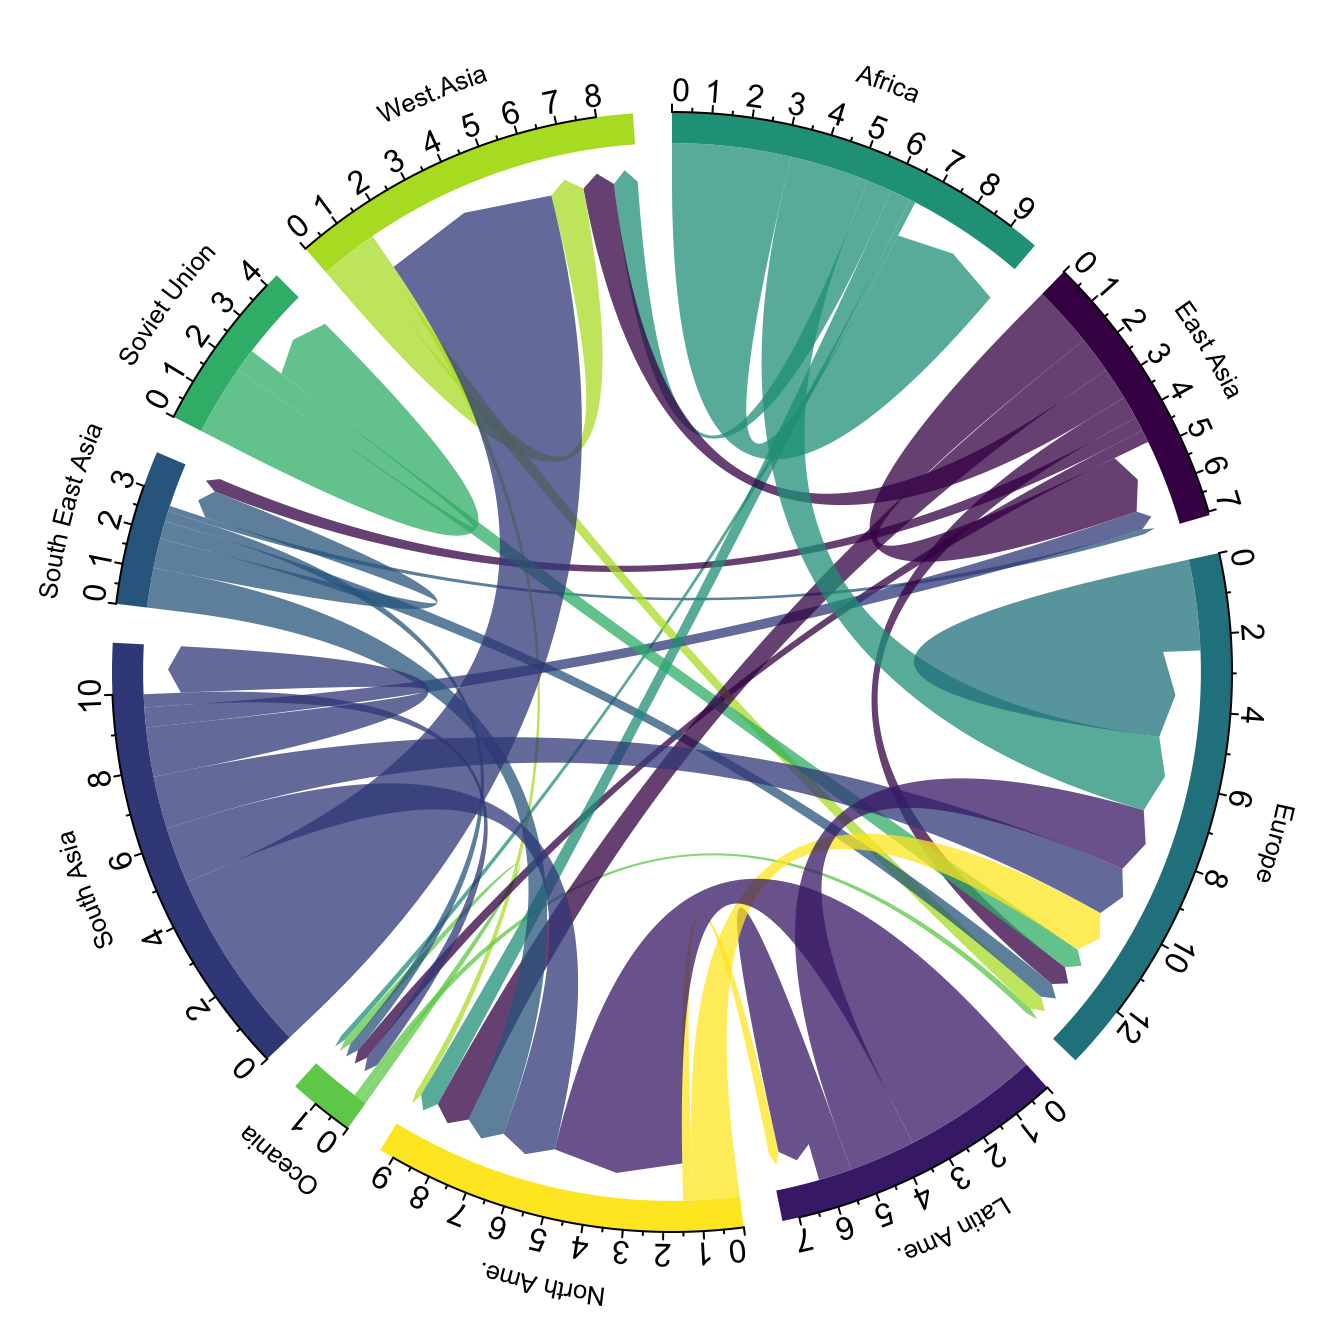 Africa
0 1 2 3 4 5 6 7 8 9
East Asia
0 1 2 3 4 5 6 7
Europe
0 2 4 6 8 10 12
Latin Ame.
0 1 2 3 4 5 6 7
North Ame.
0 1 2 3 4 5 6 7 8 9
Oceania
0 1
South Asia
0 2 4 6 8 10
South East Asia
0 1 2 3
Soviet Union
0 1 2 3 4
West.Asia
0 1 2 3 4 5 6 7 8